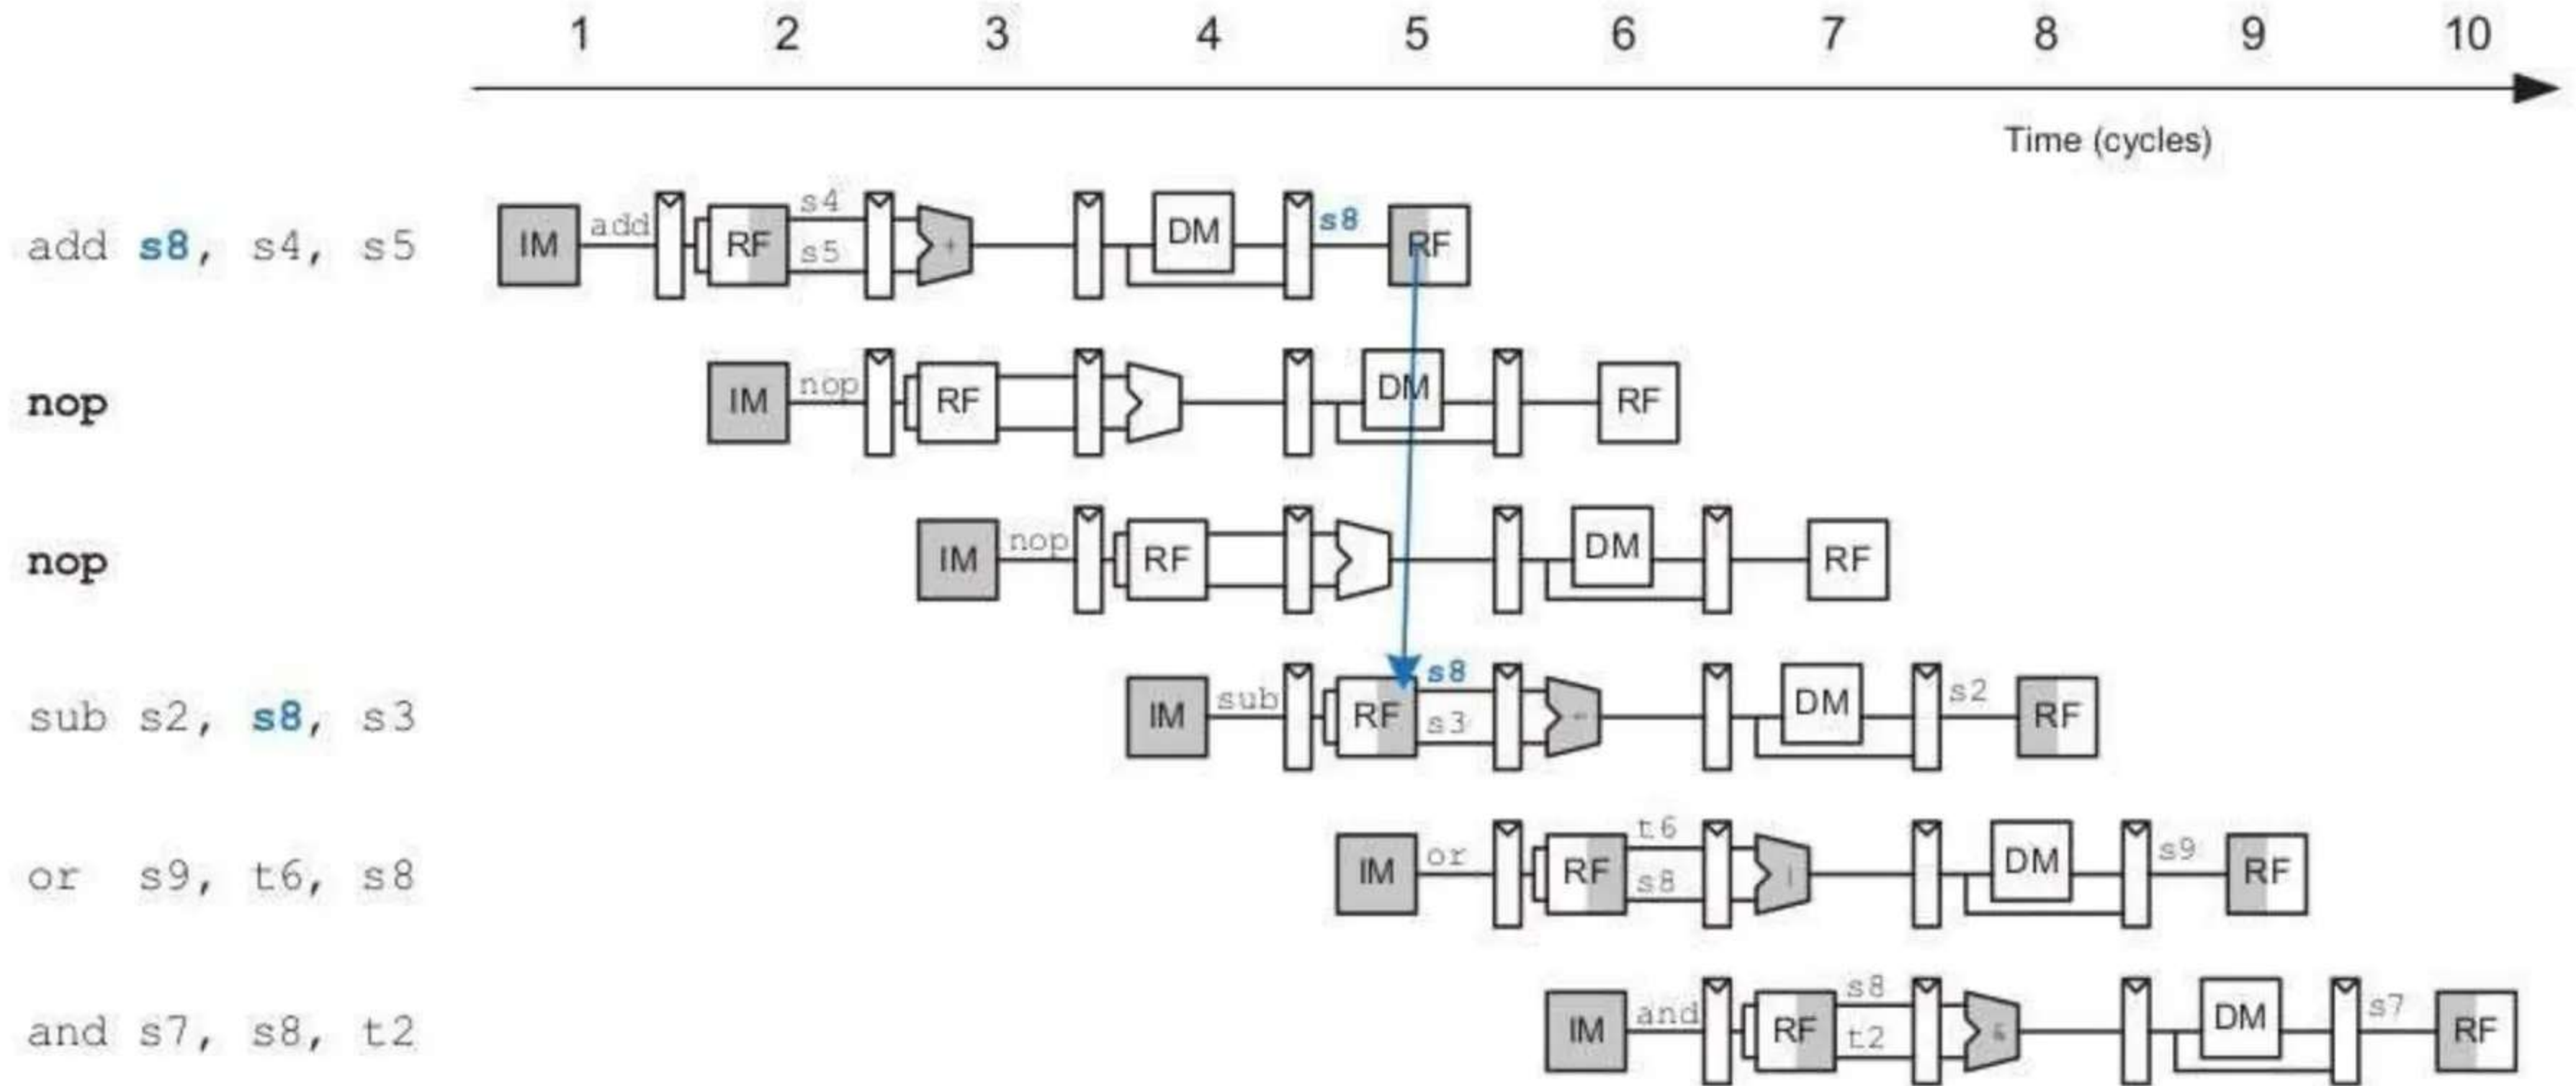 1 2 3 4 5 6 7 8 9 10
Time (cycles)
add s8, s4, s5 IM add RF s4 s5 + DM s8 RF
nop IM nop RF DM RF
nop IM nop RF DM RF
sub s2, s8, s3 IM sub RF s8 s3 - DM s2 RF
or s9, t6, s8 IM or RF t6 s8 | DM s9 RF
and s7, s8, t2 IM and RF s8 t2 & DM s7 RF